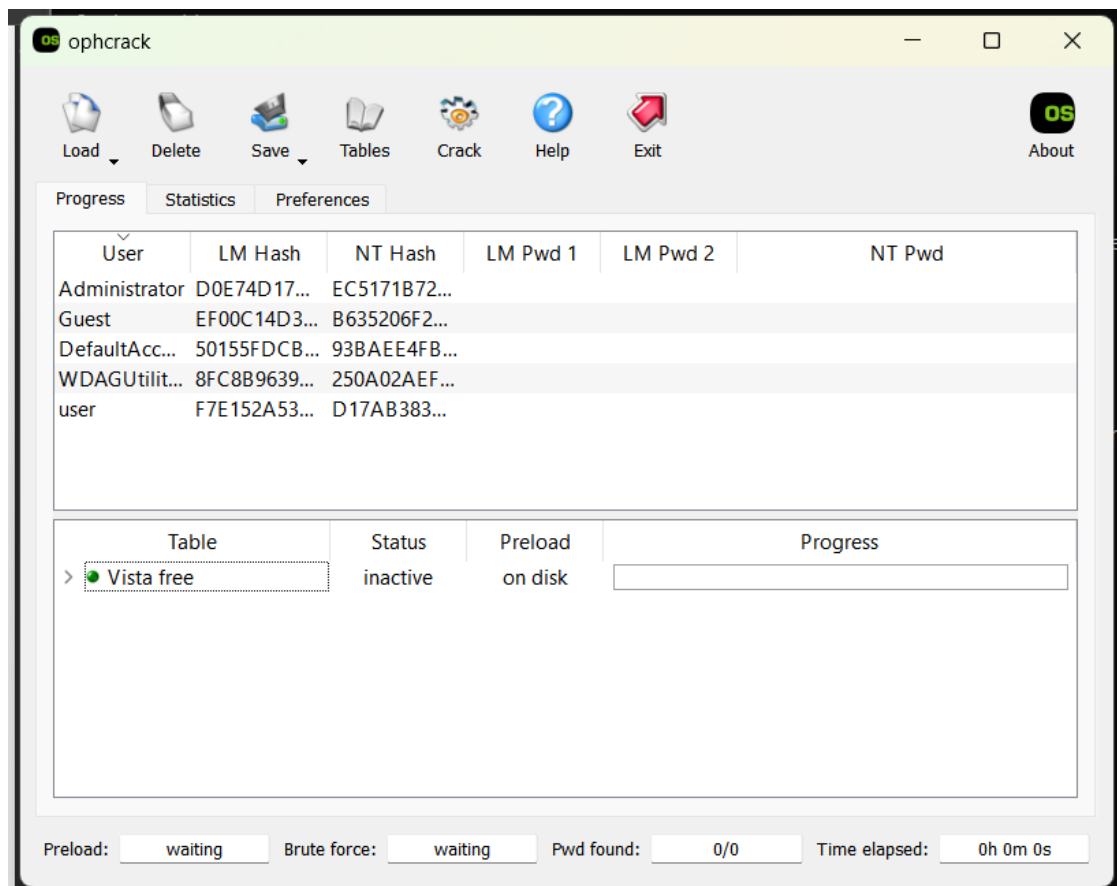 OS ophcrack
Load Delete Save Tables Crack Help Exit OS About
Progress Statistics Preferences
User LM Hash NT Hash LM Pwd 1 LM Pwd 2 NT Pwd
Administrator D0E74D17... EC5171B72...
Guest EF00C14D3... B635206F2...
DefaultAcc... 50155FDCB... 93BAEE4FB...
WDAGUtilit... 8FC8B9639... 250A02AEF...
user F7E152A53... D17AB383...
Table Status Preload Progress
Vista free inactive on disk
Preload: waiting Brute force: waiting Pwd found: 0/0 Time elapsed: 0h 0m 0s